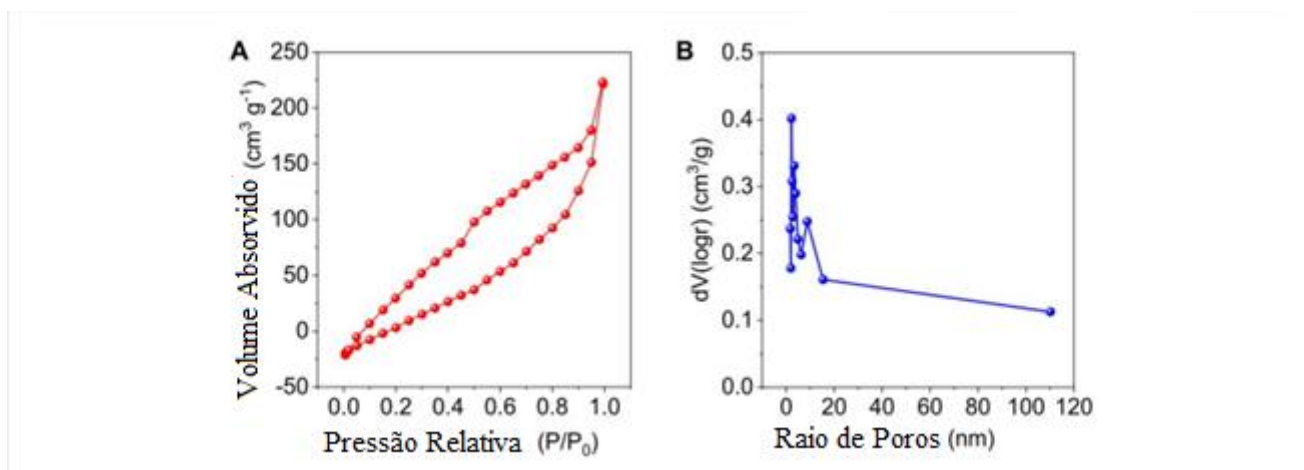 A
Volume Absorvido (cm³ g⁻¹)
250
200
150
100
50
0
-50
0.0 0.2 0.4 0.6 0.8 1.0
Pressão Relativa (P/P₀)
B
dV(logr) (cm³/g)
0.5
0.4
0.3
0.2
0.1
0.0
0 20 40 60 80 100 120
Raio de Poros (nm)